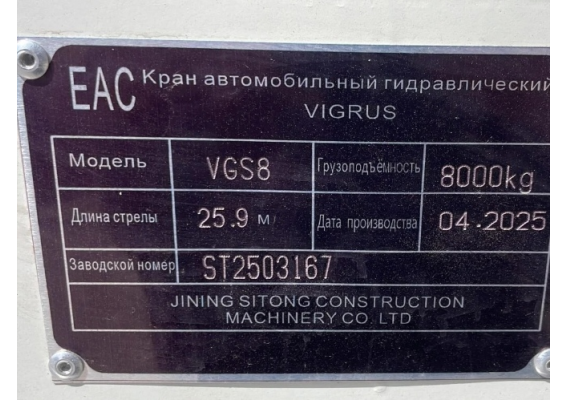 EAC Кран автомобильный гидравлический
VIGRUS
Модель VGS8 Грузоподъёмность 8000kg
Длина стрелы 25.9 м Дата производства 04.2025
Заводской номер ST2503167
JINING SITONG CONSTRUCTION
MACHINERY CO. LTD